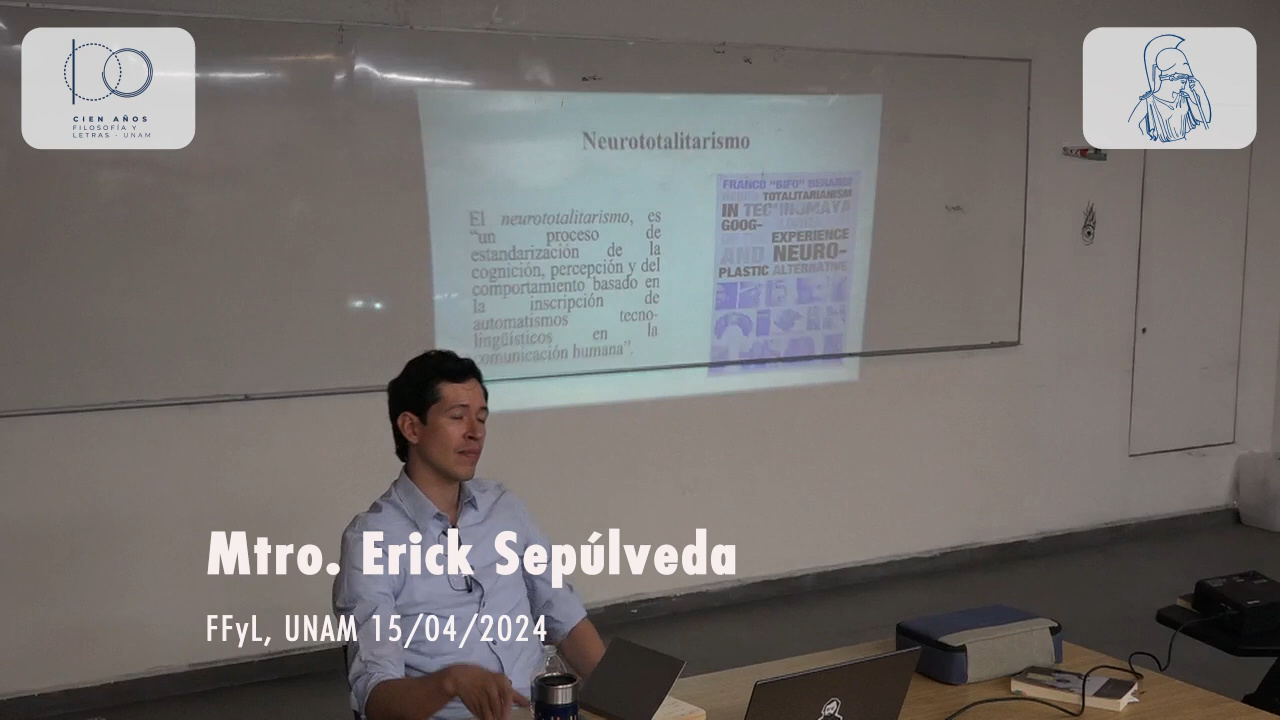 CIEN AÑOS
FILOSOFÍA Y
LETRAS - UNAM
Neurototalitarismo
El neurototalitarismo, es
“un proceso de
estandarización de la
cognición, percepción y del
comportamiento basado en
la inscripción de
automatismos tecno-
lingüísticos en la
comunicación humana”.
FRANCO "BIFO" BERARDI
TOTALITARIANISM
IN TECHNOMAYA
GOOG-
EXPERIENCE
AND NEURO-
PLASTIC ALTERNATIVE
Mtro. Erick Sepúlveda
FFyL, UNAM 15/04/2024